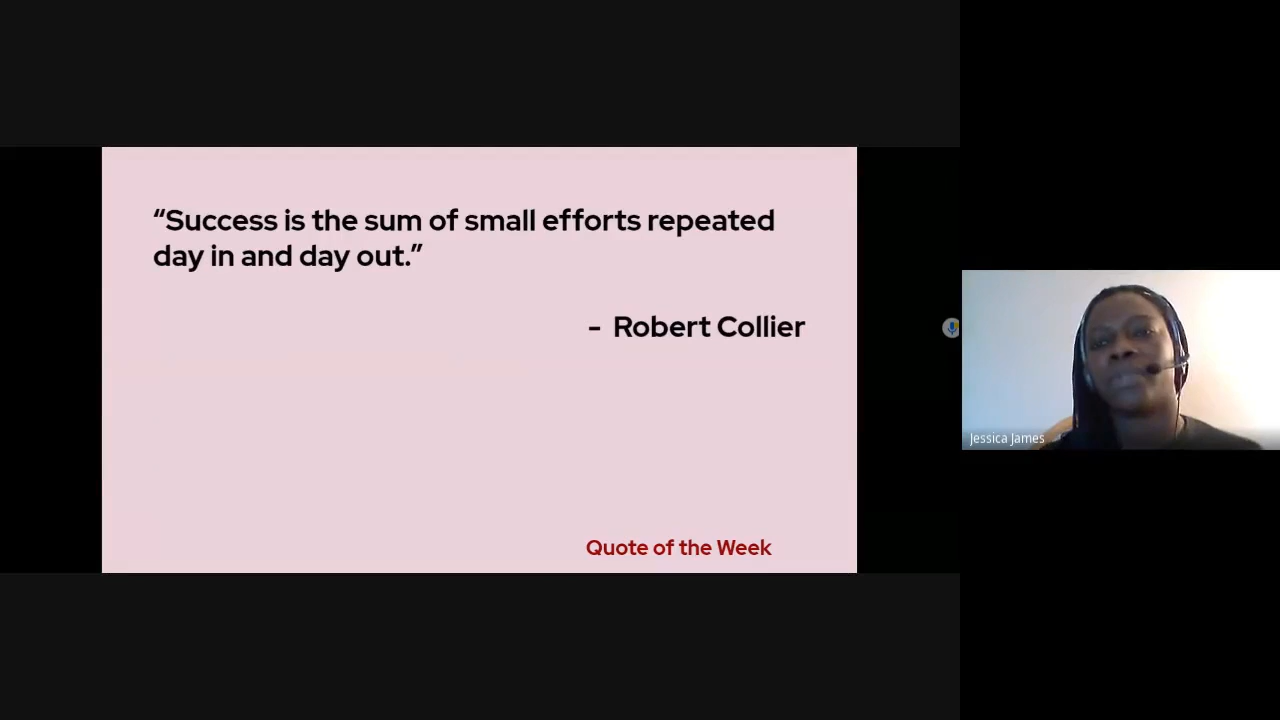 “Success is the sum of small efforts repeated
day in and day out.”
- Robert Collier
Quote of the Week
Jessica James